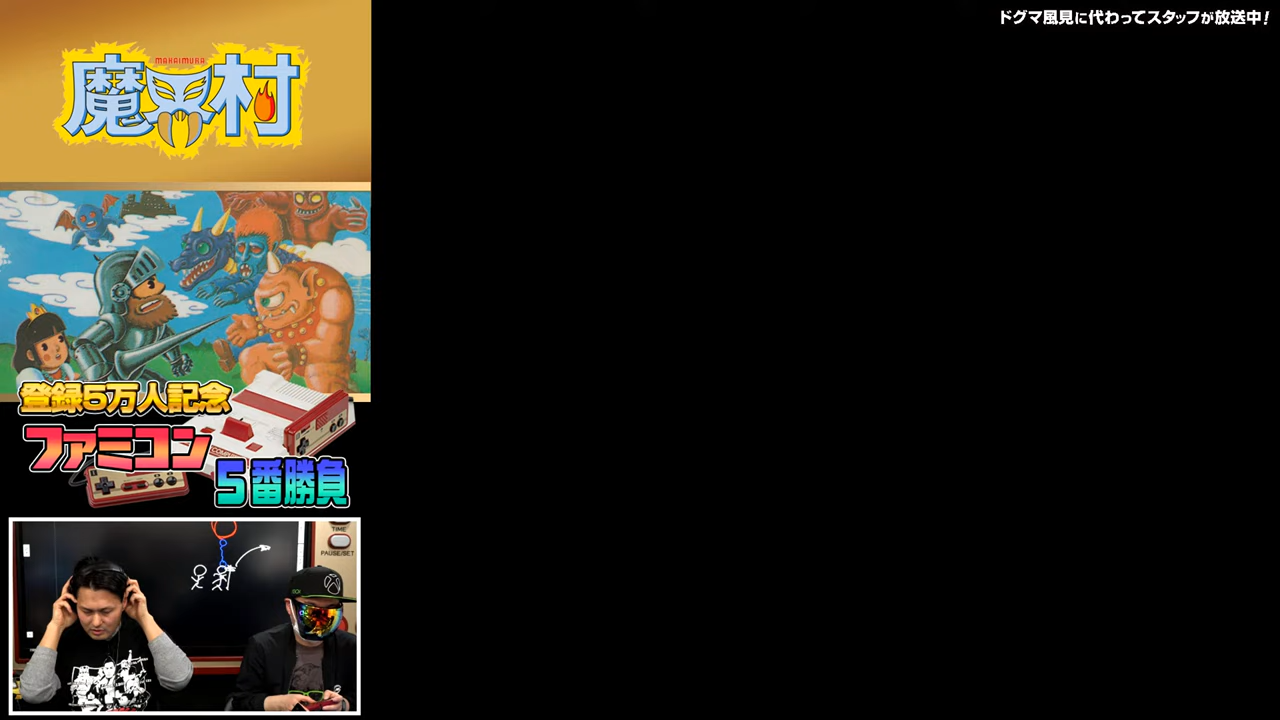 ドグマ風見に代わってスタッフが放送中!
MAKAIMURA
魔界村
登録5万人記念
ファミコン
5番勝負
TIME
PAUSE/SET